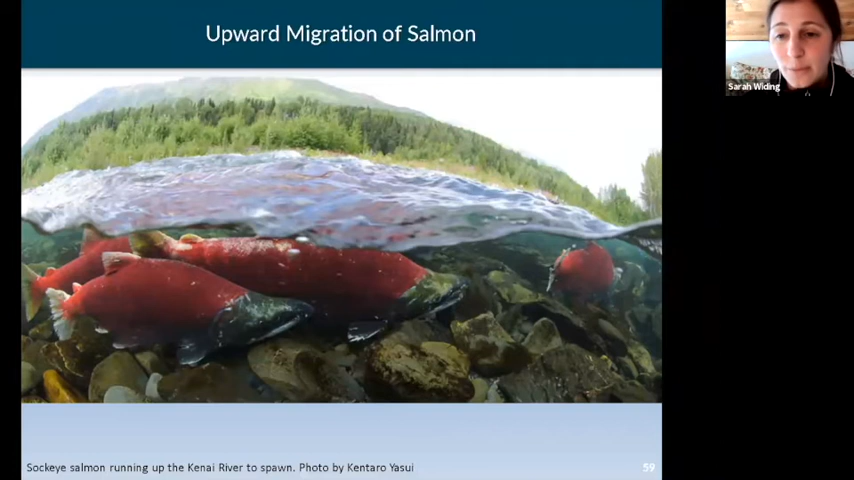 Upward Migration of Salmon
Sarah Widing
Sockeye salmon running up the Kenai River to spawn. Photo by Kentaro Yasui
59